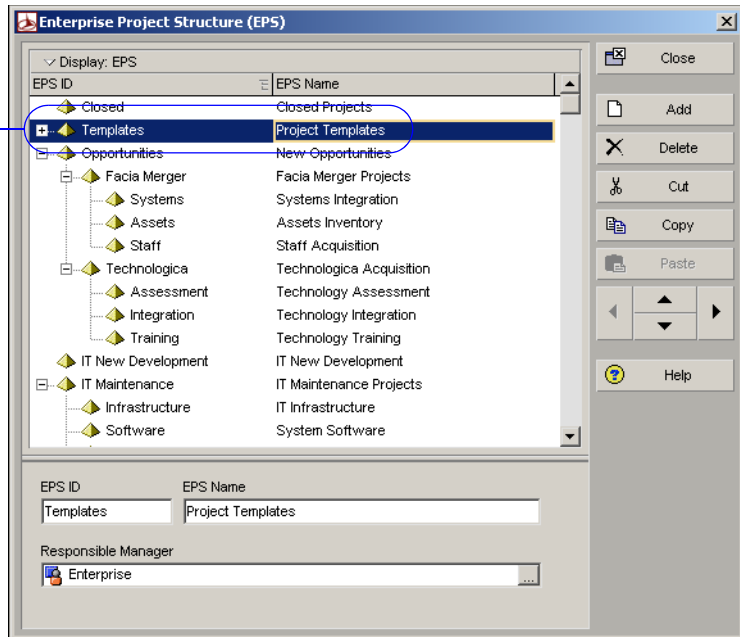 Enterprise Project Structure (EPS)
Display: EPS
EPS ID EPS Name
Closed Closed Projects
Templates Project Templates
Opportunities New Opportunities
Facia Merger Facia Merger Projects
Systems Systems Integration
Assets Assets Inventory
Staff Staff Acquisition
Technologica Technologica Acquisition
Assessment Technology Assessment
Integration Technology Integration
Training Technology Training
IT New Development IT New Development
IT Maintenance IT Maintenance Projects
Infrastructure IT Infrastructure
Software System Software
Close
Add
Delete
Cut
Copy
Paste
Help
EPS ID EPS Name
Templates Project Templates
Responsible Manager
Enterprise ...